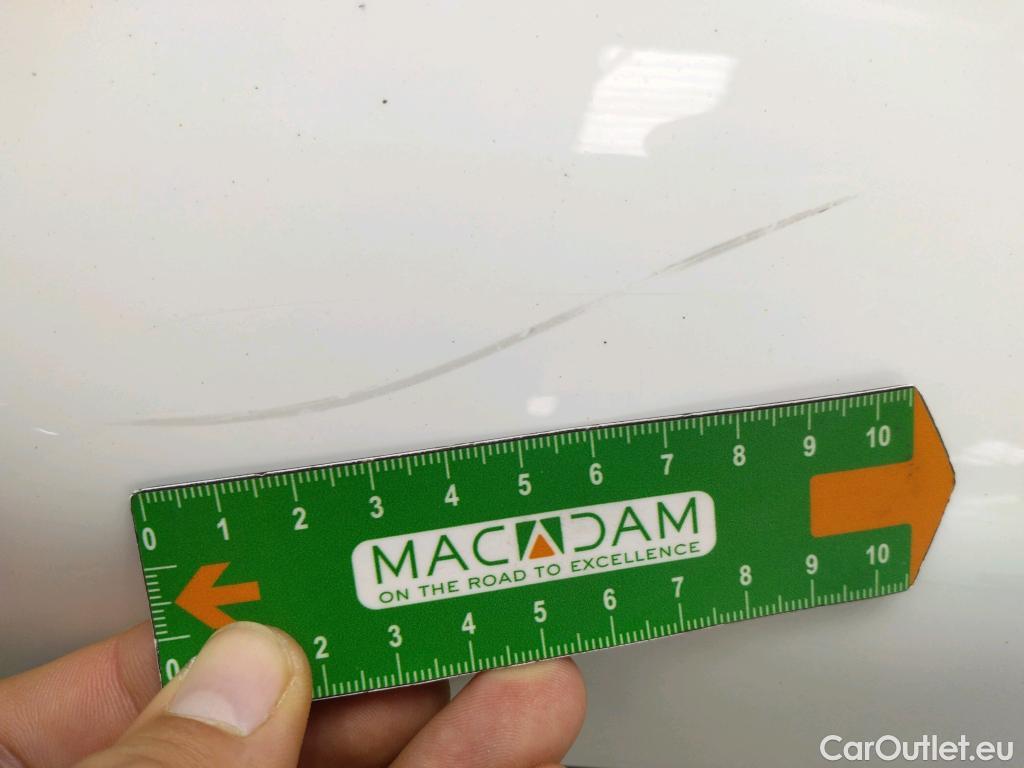 0 1 2 3 4 5 6 7 8 9 10
MACADAM
ON THE ROAD TO EXCELLENCE
0 2 3 4 5 6 7 8 9 10
CarOutlet.eu